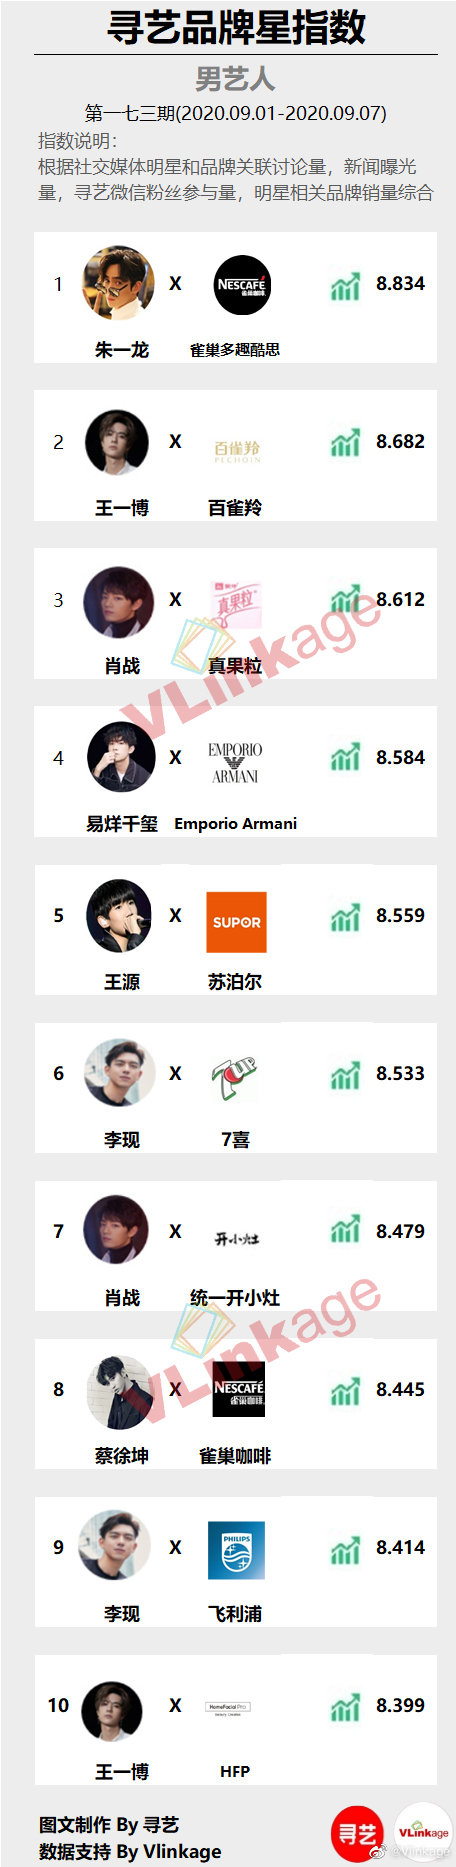 寻艺品牌星指数
男艺人
第一七三期(2020.09.01-2020.09.07)
指数说明：
根据社交媒体明星和品牌关联讨论量，新闻曝光
量，寻艺微信粉丝参与量，明星相关品牌销量综合
1 X NESCAFÉ 雀巢咖啡 8.834
朱一龙 雀巢多趣酷思
2 X 百雀羚 PECHOIN 8.682
王一博 百雀羚
3 X 真果粒 8.612
肖战 真果粒
VLinkage
4 X EMPORIO ARMANI 8.584
易烊千玺 Emporio Armani
5 X SUPOR 8.559
王源 苏泊尔
6 X 7UP 8.533
李现 7喜
7 X 开小灶 8.479
肖战 统一开小灶
VLinkage
8 X NESCAFÉ 雀巢咖啡 8.445
蔡徐坤 雀巢咖啡
9 X PHILIPS 8.414
李现 飞利浦
10 X HomeFacial Pro 8.399
王一博 HFP
图文制作 By 寻艺
数据支持 By Vlinkage
寻艺
VLinkage
@Vlinkage